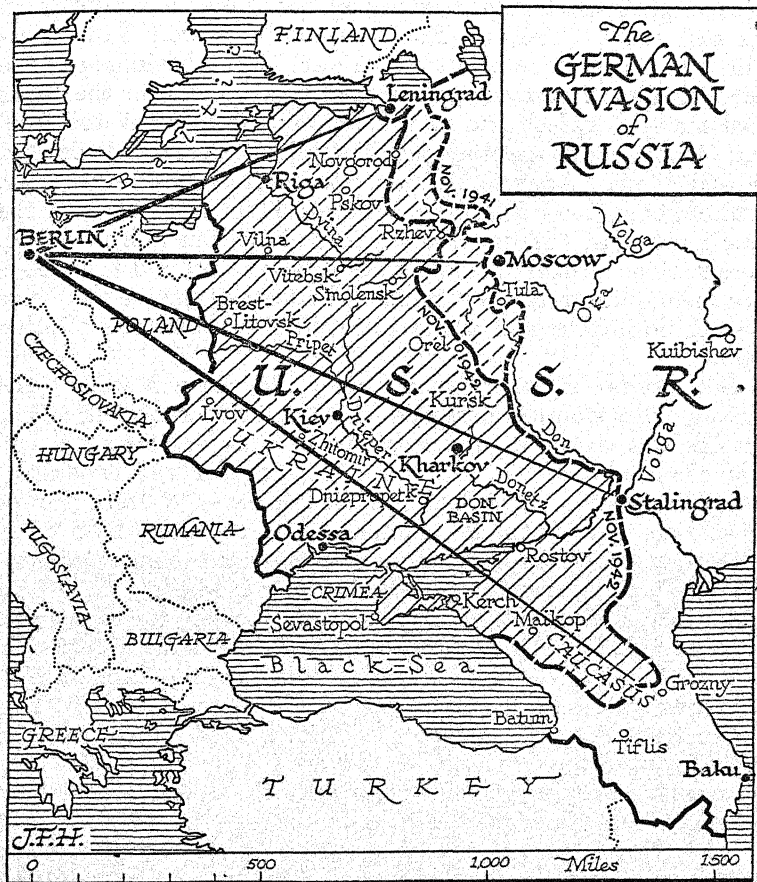 The
GERMAN
INVASION
of
RUSSIA
FINLAND
Baltic
Leningrad
Novgorod
Riga
Pskov
NOV. 1941
Dvina
Rzhev
Volga
BERLIN
Vilna
Moscow
Vitebsk
Smolensk
Tula
Oka
Brest-
Litovsk
POLAND
Pripet
NOV. 1942
Orel
Kuibishev
CZECHOSLOVAKIA
U. S. S. R.
Kursk
Lvov
Kiev
Dnieper
Don
Volga
HUNGARY
Zhitomir
UKRAINE
Kharkov
Donetz
Dniepropet
DON
BASIN
Stalingrad
RUMANIA
Odessa
NOV. 1942
Rostov
YUGOSLAVIA
CRIMEA
Kerch
Sevastopol
Maikop
BULGARIA
CAUCASUS
Black Sea
Grozny
GREECE
Batum
Tiflis
TURKEY
Baku
J.F.H.
0 500 1,000 Miles 1500